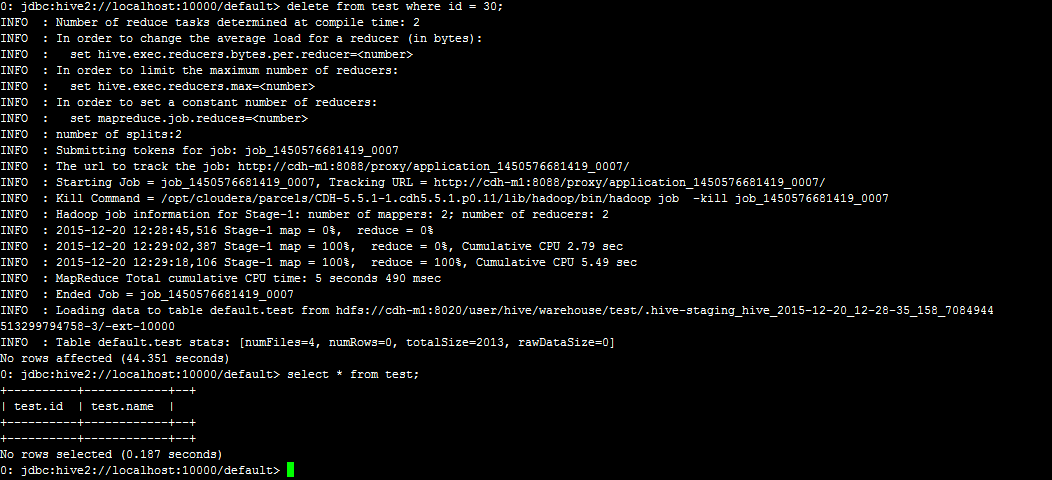 0: jdbc:hive2://localhost:10000/default> delete from test where id = 30;
INFO  : Number of reduce tasks determined at compile time: 2
INFO  : In order to change the average load for a reducer (in bytes):
INFO  :   set hive.exec.reducers.bytes.per.reducer=<number>
INFO  : In order to limit the maximum number of reducers:
INFO  :   set hive.exec.reducers.max=<number>
INFO  : In order to set a constant number of reducers:
INFO  :   set mapreduce.job.reduces=<number>
INFO  : number of splits:2
INFO  : Submitting tokens for job: job_1450576681419_0007
INFO  : The url to track the job: http://cdh-m1:8088/proxy/application_1450576681419_0007/
INFO  : Starting Job = job_1450576681419_0007, Tracking URL = http://cdh-m1:8088/proxy/application_1450576681419_0007/
INFO  : Kill Command = /opt/cloudera/parcels/CDH-5.5.1-1.cdh5.5.1.p0.11/lib/hadoop/bin/hadoop job  -kill job_1450576681419_0007
INFO  : Hadoop job information for Stage-1: number of mappers: 2; number of reducers: 2
INFO  : 2015-12-20 12:28:45,516 Stage-1 map = 0%,  reduce = 0%
INFO  : 2015-12-20 12:29:02,387 Stage-1 map = 100%,  reduce = 0%, Cumulative CPU 2.79 sec
INFO  : 2015-12-20 12:29:18,106 Stage-1 map = 100%,  reduce = 100%, Cumulative CPU 5.49 sec
INFO  : MapReduce Total cumulative CPU time: 5 seconds 490 msec
INFO  : Ended Job = job_1450576681419_0007
INFO  : Loading data to table default.test from hdfs://cdh-m1:8020/user/hive/warehouse/test/.hive-staging_hive_2015-12-20_12-28-35_158_7084944
513299794758-3/-ext-10000
INFO  : Table default.test stats: [numFiles=4, numRows=0, totalSize=2013, rawDataSize=0]
No rows affected (44.351 seconds)
0: jdbc:hive2://localhost:10000/default> select * from test;
+----------+------------+--+
| test.id  | test.name  |
+----------+------------+--+
+----------+------------+--+
No rows selected (0.187 seconds)
0: jdbc:hive2://localhost:10000/default>